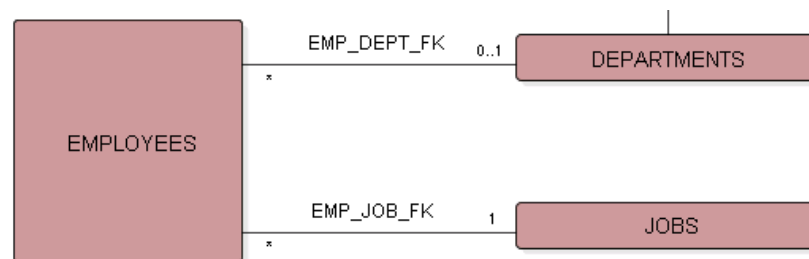 EMP_DEPT_FK
0..1
*
DEPARTMENTS
EMPLOYEES
EMP_JOB_FK
1
*
JOBS